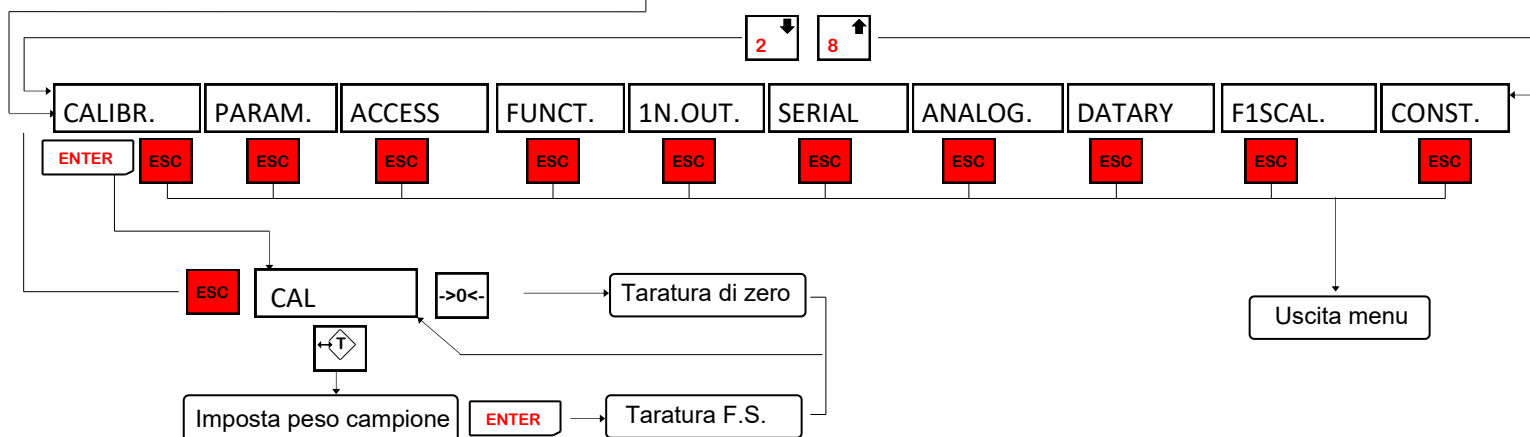 2 8
CALIBR. PARAM. ACCESS FUNCT. 1N.OUT. SERIAL ANALOG. DATARY F1SCAL. CONST.
ENTER ESC ESC ESC ESC ESC ESC ESC ESC ESC ESC
ESC CAL ->0<- Taratura di zero
Uscita menu
T
Imposta peso campione ENTER Taratura F.S.